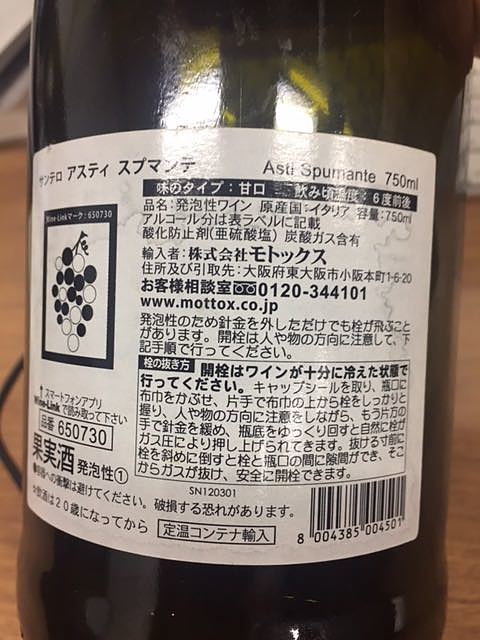 サンテロ アスティ スプマンテ Asti Spumante 750ml
味のタイプ:甘口 飲み頃温度:6度前後
Wine-Linkマーク:650730
品名:発泡性ワイン 原産国:イタリア 容量:750ml
アルコール分は表ラベルに記載
酸化防止剤(亜硫酸塩) 炭酸ガス含有
輸入者:株式会社モトックス
住所及び引取先:大阪府東大阪市小阪本町1-6-20
お客様相談室 0120-344101
www.mottox.co.jp
発泡性のため針金を外しただけでも栓が飛ぶこと
があります。開栓は人や物の方向に注意して、下
記手順で行ってください。
栓の抜き方 開栓はワインが十分に冷えた状態で
行ってください。キャップシールを取り、瓶口に
布巾をかぶせ、片手で布巾の上から栓をしっかりと
握り、人や物の方向に注意をしながら、もう片方の
手で針金を緩め、瓶底をゆっくり回すと自然に栓が
ガス圧により押し上げられてきます。抜ける寸前に
栓を斜めに倒すと栓と瓶口の間に隙間ができ、そこ
からガスが抜け、安全に開栓できます。
スマートフォンアプリ
Wine-Linkで読み取って下さい
品番 650730
果実酒 発泡性①
SN120301
●容器への衝撃は避けてください。破損する恐れがあります。
お酒は20歳になってから 定温コンテナ輸入
8 004385 004501